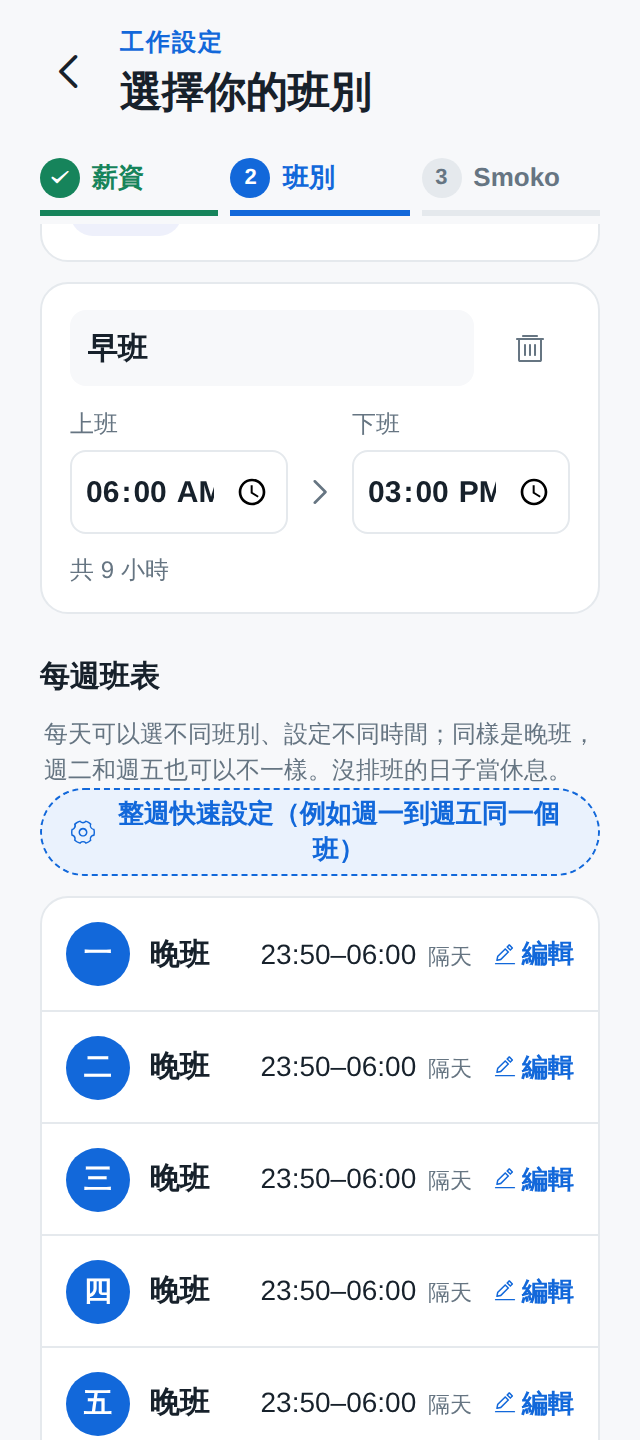 工作設定
選擇你的班別
薪資
2 班別
3 Smoko
早班
上班 下班
06:00 AM 03:00 PM
共 9 小時
每週班表
每天可以選不同班別、設定不同時間；同樣是晚班，
週二和週五也可以不一樣。沒排班的日子當休息。
整週快速設定（例如週一到週五同一個
班）
一 晚班 23:50–06:00 隔天 編輯
二 晚班 23:50–06:00 隔天 編輯
三 晚班 23:50–06:00 隔天 編輯
四 晚班 23:50–06:00 隔天 編輯
五 晚班 23:50–06:00 隔天 編輯